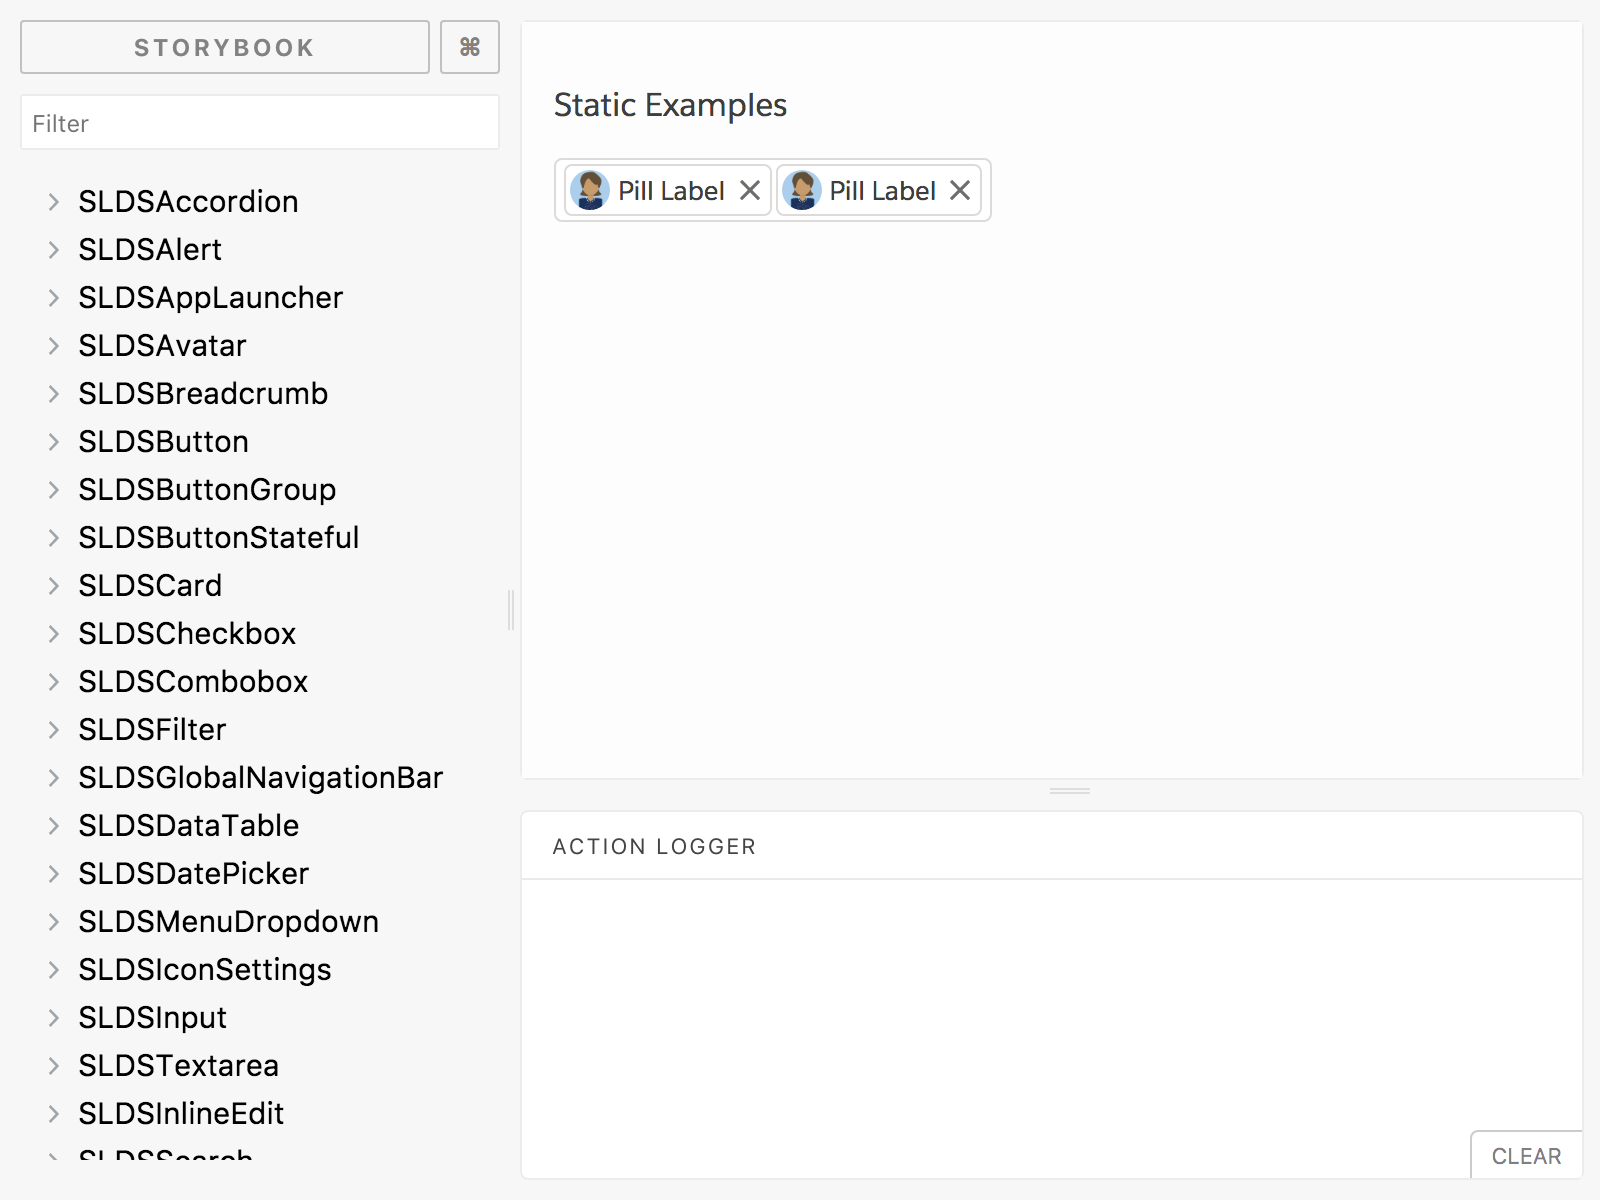 STORYBOOK ⌘
Filter
SLDSAccordion
SLDSAlert
SLDSAppLauncher
SLDSAvatar
SLDSBreadcrumb
SLDSButton
SLDSButtonGroup
SLDSButtonStateful
SLDSCard
SLDSCheckbox
SLDSCombobox
SLDSFilter
SLDSGlobalNavigationBar
SLDSDataTable
SLDSDatePicker
SLDSMenuDropdown
SLDSIconSettings
SLDSInput
SLDSTextarea
SLDSInlineEdit
SLDSSearch
Static Examples
Pill Label Pill Label
ACTION LOGGER
CLEAR